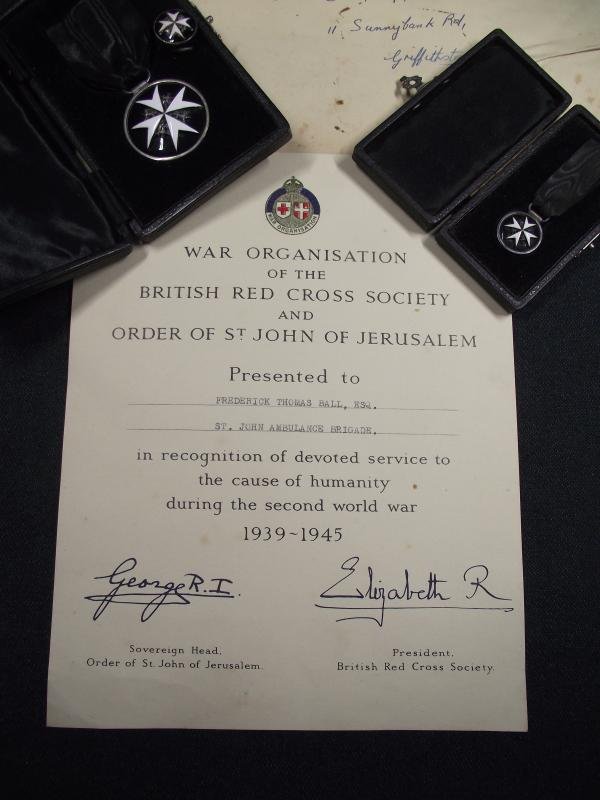 11 Sunnybank Rd,
Griffithst
WAR ORGANISATION
WAR ORGANISATION
OF THE
BRITISH RED CROSS SOCIETY
AND
ORDER OF ST JOHN OF JERUSALEM
Presented to
FREDERICK THOMAS BALL, ESQ.
ST. JOHN AMBULANCE BRIGADE.
in recognition of devoted service to
the cause of humanity
during the second world war
1939~1945
George R.I.
Elizabeth R
Sovereign Head,
Order of St. John of Jerusalem.
President,
British Red Cross Society.